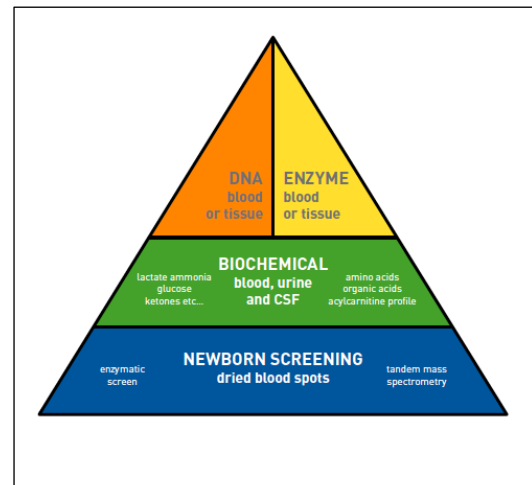 DNA
blood
or tissue
ENZYME
blood
or tissue
BIOCHEMICAL
blood, urine
and CSF
lactate ammonia
glucose
ketones etc...
amino acids
organic acids
acylcarnitine profile
NEWBORN SCREENING
dried blood spots
enzymatic
screen
tandem mass
spectrometry